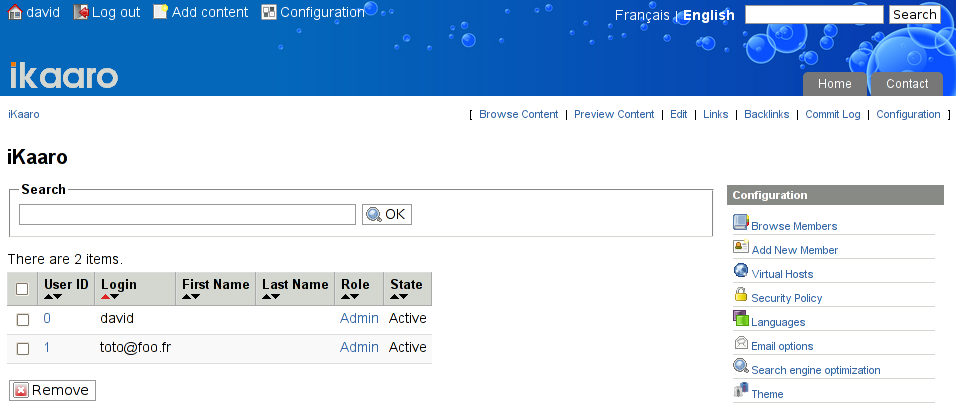 david Log out Add content Configuration Français | English Search
ikaaro
Home Contact
iKaaro [ Browse Content | Preview Content | Edit | Links | Backlinks | Commit Log | Configuration ]
iKaaro
Search
OK
There are 2 items.
User ID Login First Name Last Name Role State
0 david Admin Active
1 toto@foo.fr Admin Active
Remove
Configuration
Browse Members
Add New Member
Virtual Hosts
Security Policy
Languages
Email options
Search engine optimization
Theme